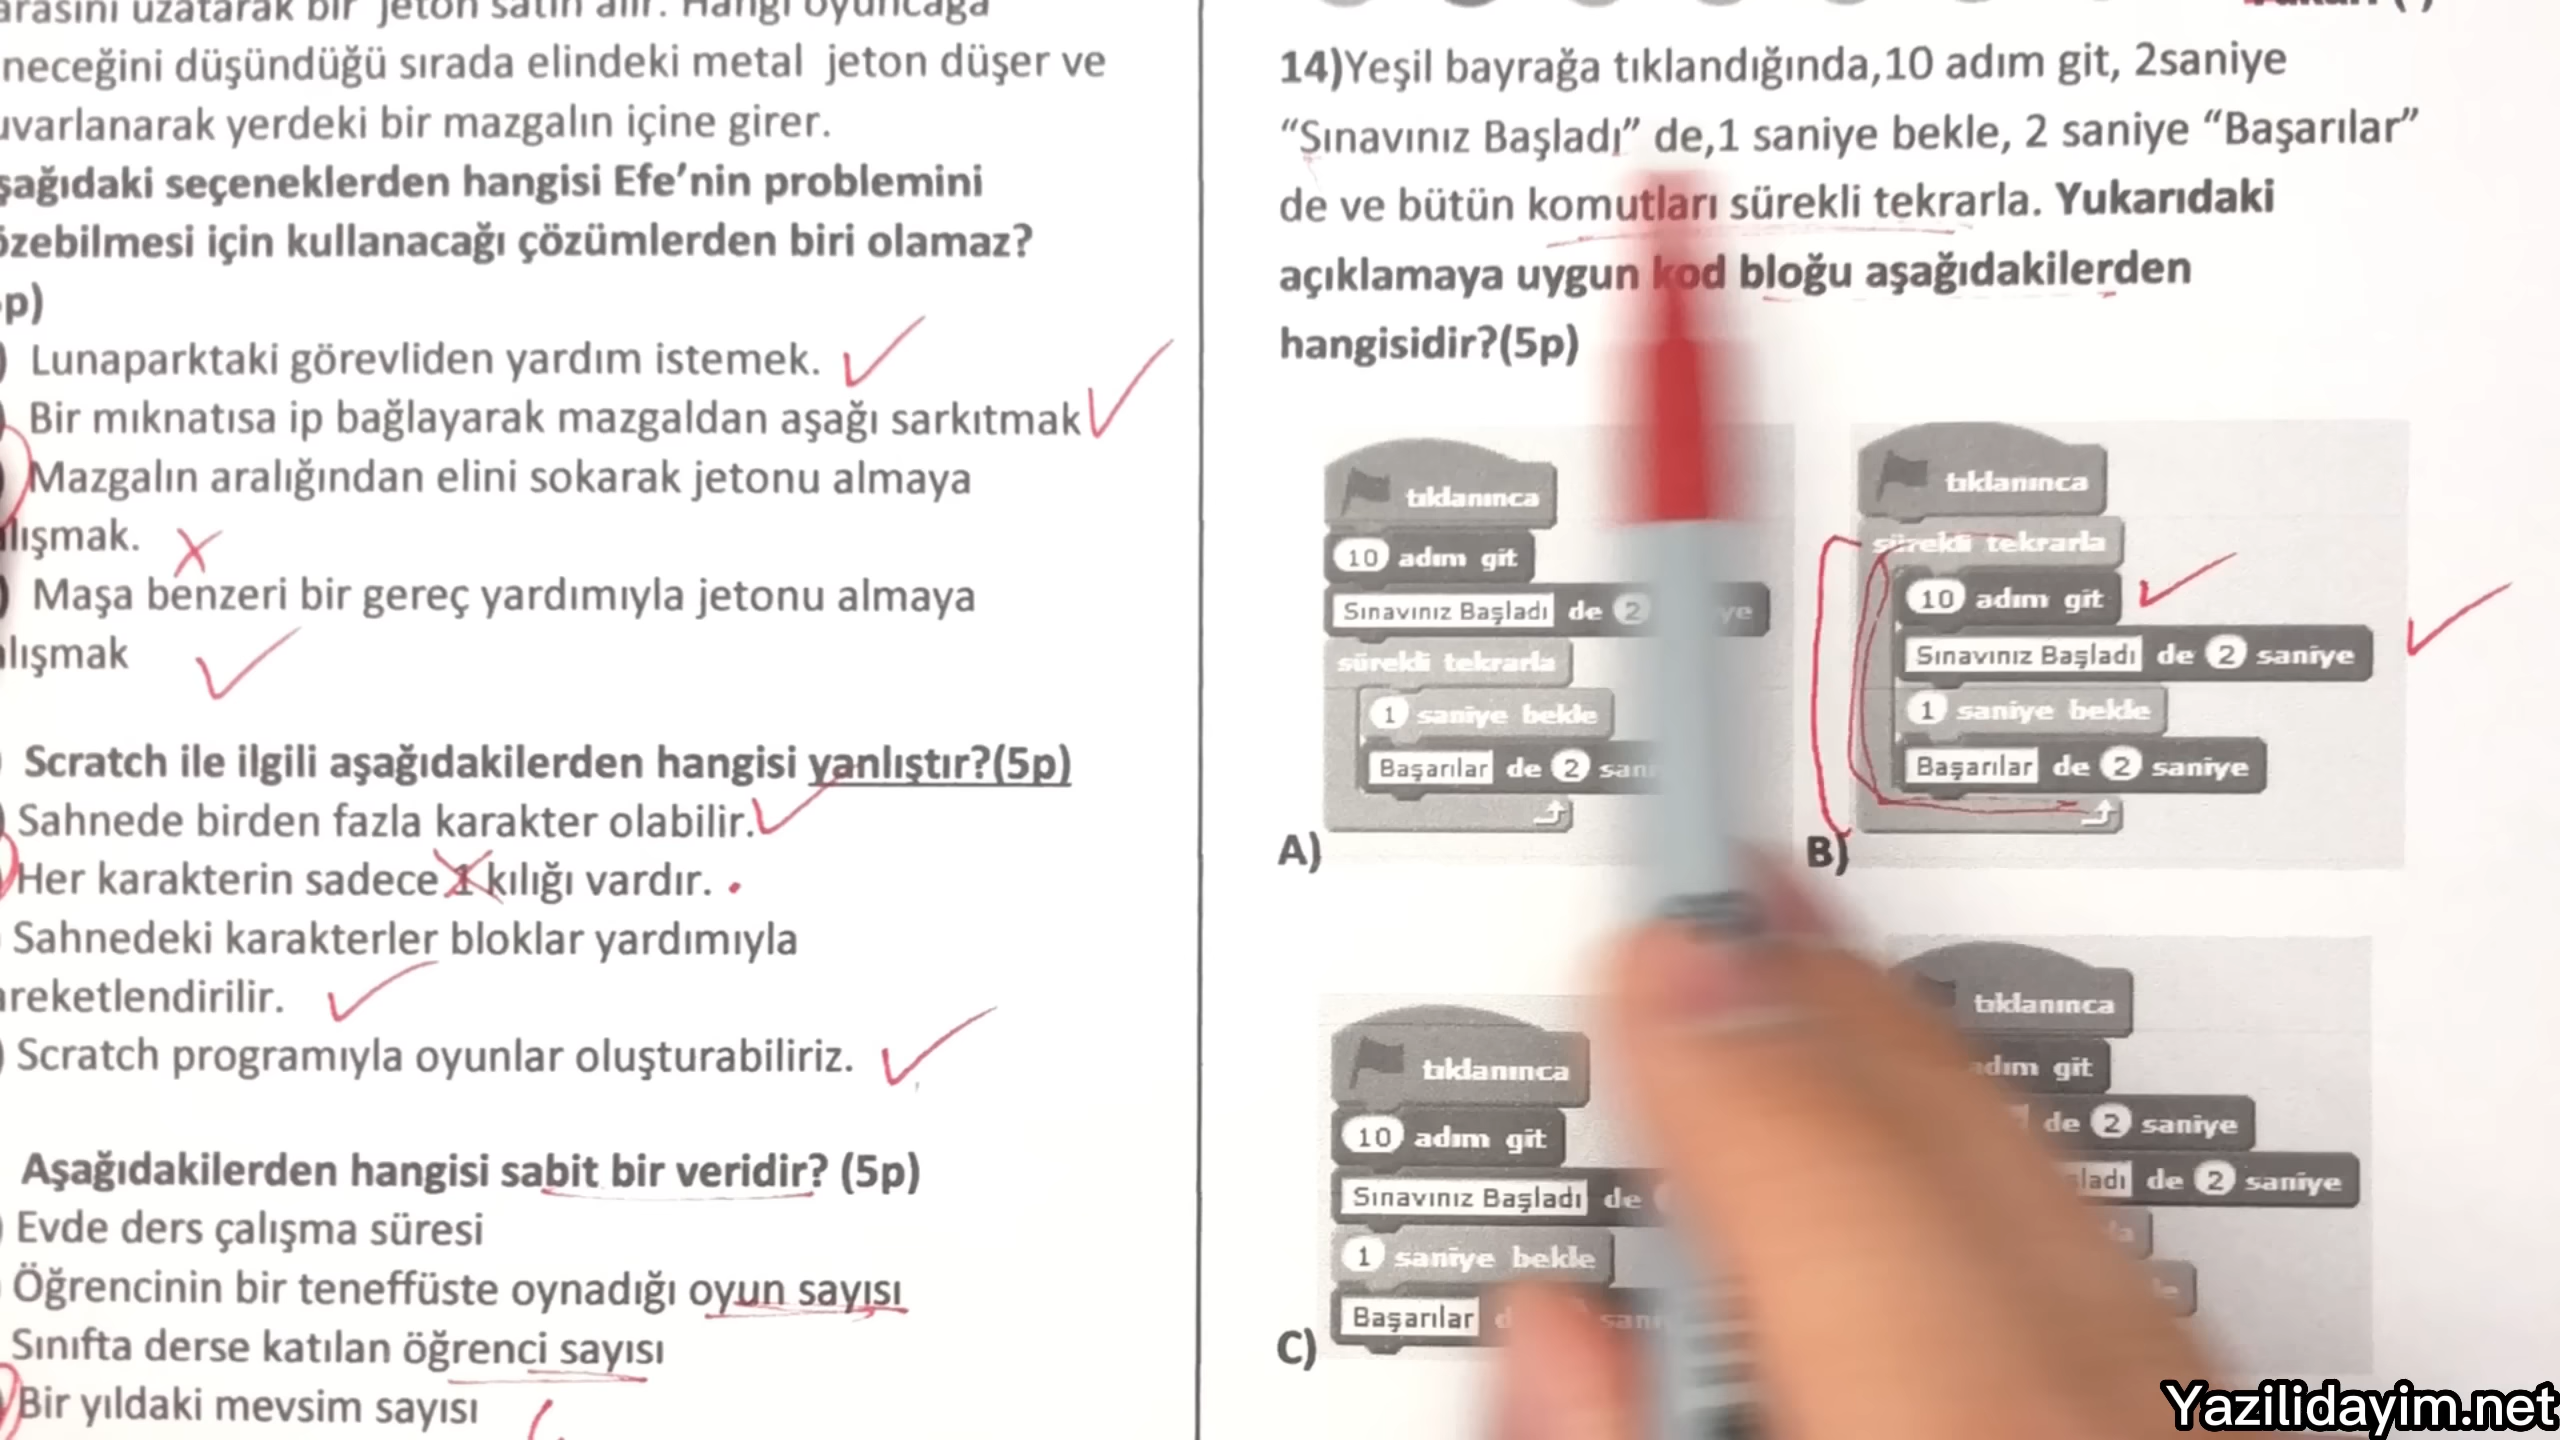 arasını uzatarak bir jeton satın alır. Hangi oyuncağa
neceğini düşündüğü sırada elindeki metal jeton düşer ve
uvarlanarak yerdeki bir mazgalın içine girer.
şağıdaki seçeneklerden hangisi Efe'nin problemini
özebilmesi için kullanacağı çözümlerden biri olamaz?
p)
) Lunaparktaki görevliden yardım istemek.
Bir mıknatısa ip bağlayarak mazgaldan aşağı sarkıtmak
Mazgalın aralığından elini sokarak jetonu almaya
lışmak.
) Maşa benzeri bir gereç yardımıyla jetonu almaya
lışmak
Scratch ile ilgili aşağıdakilerden hangisi yanlıştır?(5p)
) Sahnede birden fazla karakter olabilir.
Her karakterin sadece 1 kılığı vardır.
Sahnedeki karakterler bloklar yardımıyla
areketlendirilir.
) Scratch programıyla oyunlar oluşturabiliriz.
Aşağıdakilerden hangisi sabit bir veridir? (5p)
) Evde ders çalışma süresi
Öğrencinin bir teneffüste oynadığı oyun sayısı
Sınıfta derse katılan öğrenci sayısı
Bir yıldaki mevsim sayısı
14)Yeşil bayrağa tıklandığında,10 adım git, 2saniye
"Sınavınız Başladı" de,1 saniye bekle, 2 saniye "Başarılar"
de ve bütün komutları sürekli tekrarla. Yukarıdaki
açıklamaya uygun kod bloğu aşağıdakilerden
hangisidir?(5p)
tıklanınca
10 adım git
Sınavınız Başladı de 2 ye
sürekli tekrarla
1 saniye bekle
Başarılar de 2 san
A)
tıklanınca
sürekli tekrarla
10 adım git
Sınavınız Başladı de 2 saniye
1 saniye bekle
Başarılar de 2 saniye
B)
tıklanınca
10 adım git
Sınavınız Başladı de
1 saniye bekle
Başarılar
C)
tıklanınca
adım git
de 2 saniye
şladı de 2 saniye
Yazilidayim.net